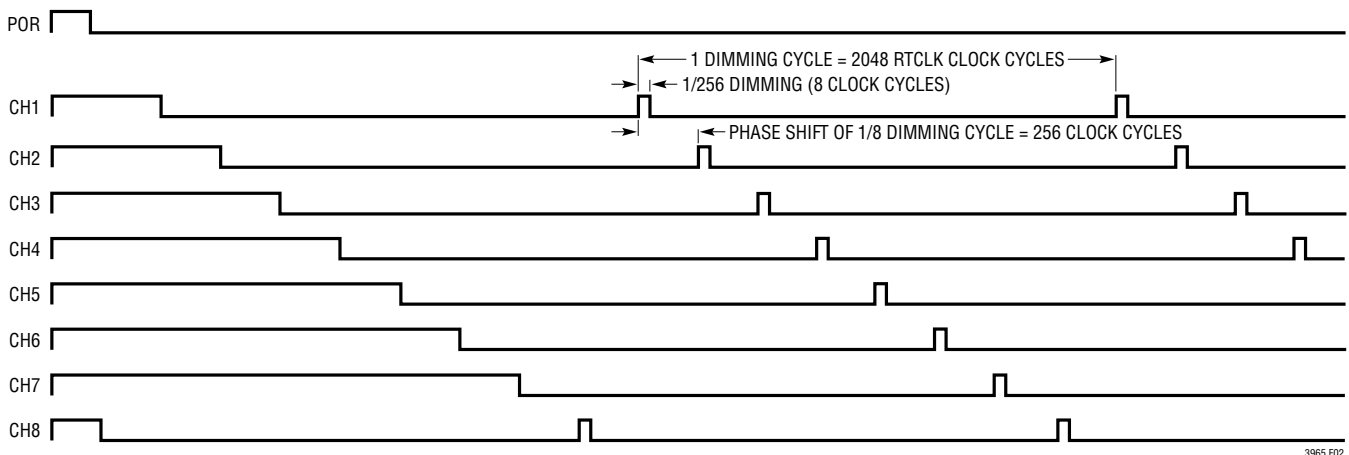 POR
1 DIMMING CYCLE = 2048 RTCLK CLOCK CYCLES
1/256 DIMMING (8 CLOCK CYCLES)
CH1
PHASE SHIFT OF 1/8 DIMMING CYCLE = 256 CLOCK CYCLES
CH2
CH3
CH4
CH5
CH6
CH7
CH8
3965 F02